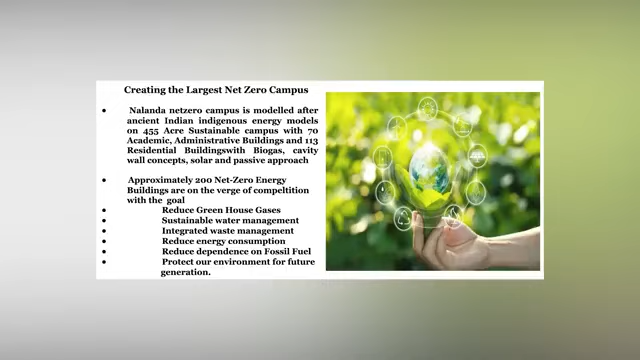 Creating the Largest Net Zero Campus
• Nalanda netzero campus is modelled after
ancient Indian indigenous energy models
on 455 Acre Sustainable campus with 70
Academic, Administrative Buildings and 113
Residential Buildingswith Biogas, cavity
wall concepts, solar and passive approach
• Approximately 200 Net-Zero Energy
Buildings are on the verge of compeltition
with the goal
• Reduce Green House Gases
• Sustainable water management
• Integrated waste management
• Reduce energy consumption
• Reduce dependence on Fossil Fuel
• Protect our environment for future
generation.